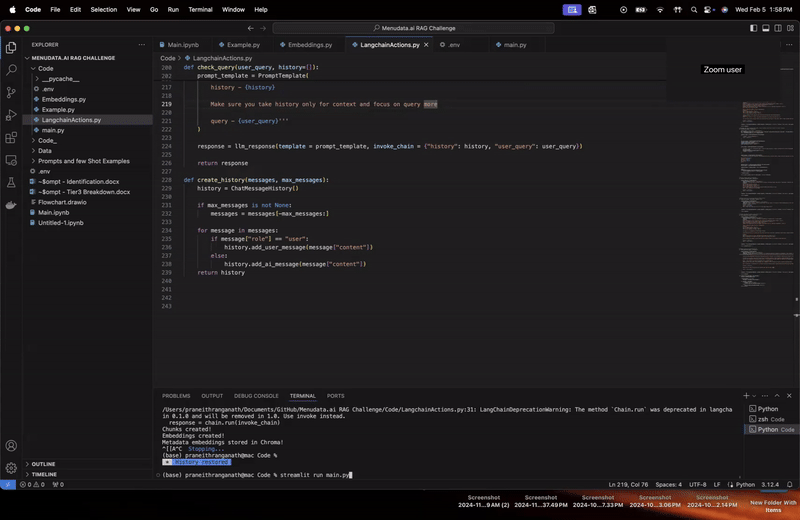 Code File Edit Selection View Go Run Terminal Window Help Wed Feb 5 1:58 PM
Menudata.ai RAG Challenge
EXPLORER
Main.ipynb Example.py Embeddings.py LangchainActions.py .env main.py
MENUDATA.AI RAG CHALLENGE
Code
__pycache__
.env
Embeddings.py
Example.py
LangchainActions.py
main.py
Code_
Data
Prompts and few Shot Examples
.env
~$ompt - Identification.docx
~$ompt - Tier3 Breakdown.docx
Flowchart.drawio
Main.ipynb
Untitled-1.ipynb
OUTLINE
TIMELINE
Code > LangchainActions.py
208 def check_query(user_query, history=[]):
202 prompt_template = PromptTemplate(
217 history - {history}
218
219 Make sure you take history only for context and focus on query more
220
221 query - {user_query}'''
222 )
223
224 response = llm_response(template = prompt_template, invoke_chain = {"history": history, "user_query": user_query})
225
226 return response
227
228 def create_history(messages, max_messages):
229 history = ChatMessageHistory()
230
231 if max_messages is not None:
232 messages = messages[-max_messages:]
233
234 for message in messages:
235 if message["role"] == "user":
236 history.add_user_message(message["content"])
237 else:
238 history.add_ai_message(message["content"])
239 return history
240
241
242
243
Zoom user
PROBLEMS OUTPUT DEBUG CONSOLE TERMINAL PORTS
/Users/praneithranganath/Documents/GitHub/Menudata.ai RAG Challenge/Code/LangchainActions.py:31: LangChainDeprecationWarning: The method `Chain.run` was deprecated in langcha
in 0.1.0 and will be removed in 1.0. Use invoke instead.
response = chain.run(invoke_chain)
Chunks created!
Embeddings created!
Metadata embeddings stored in Chroma!
^[[A^C Stopping...
(base) praneithranganath@mac Code %
* History restored
(base) praneithranganath@mac Code % streamlit run main.py
Python
zsh Code
Python Code
0 0 0 Ln 219, Col 76 Spaces: 4 UTF-8 LF Python 3.12.4
Screenshot Screenshot Screenshot Screenshot Screenshot New Folder With Items
2024-11...9 AM (2) 2024-11...37.49 PM 2024-10...7.33 PM 2024-10...3.06 PM 2024-10...2.14 PM